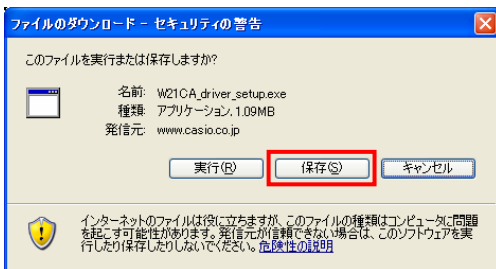 ファイルのダウンロード - セキュリティの警告
このファイルを実行または保存しますか?
名前: W21CA_driver_setup.exe
種類: アプリケーション, 1.09MB
発信元: www.casio.co.jp
実行(R) 保存(S) キャンセル
インターネットのファイルは役に立ちますが、このファイルの種類はコンピュータに問題
を起こす可能性があります。発信元が信頼できない場合は、このソフトウェアを実
行したり保存したりしないでください。危険性の説明